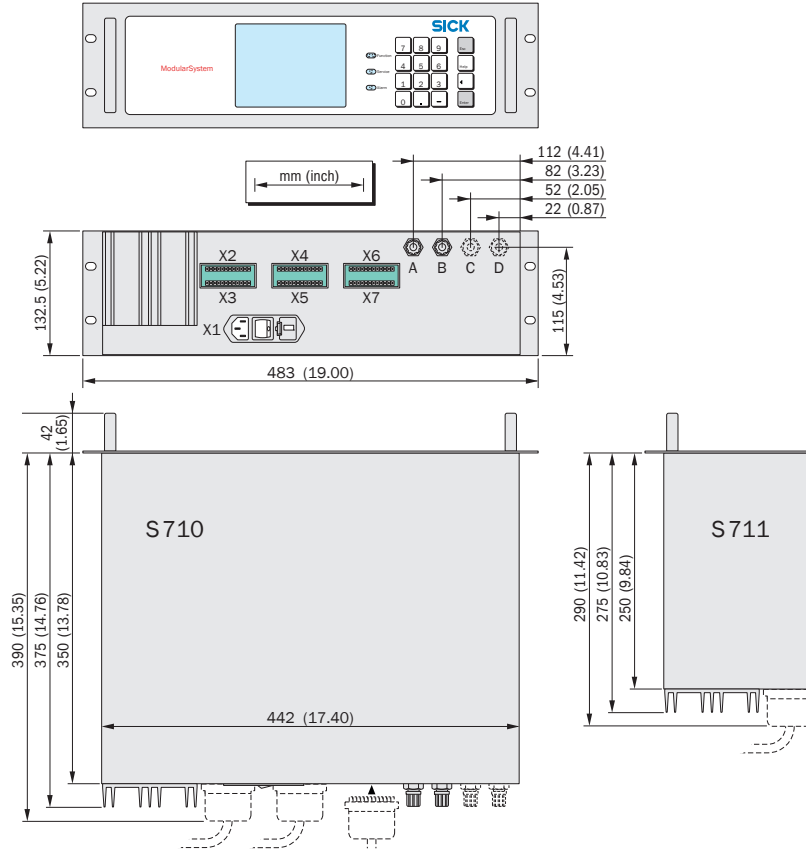 SICK
ModularSystem
Function
Service
Alarm
7 8 9 Esc
4 5 6 Help
1 2 3
0 . – Enter
mm (inch)
112 (4.41)
82 (3.23)
52 (2.05)
22 (0.87)
X2 X4 X6
A B C D
X3 X5 X7
X1
132.5 (5.22)
115 (4.53)
483 (19.00)
42 (1.65)
S710
390 (15.35)
375 (14.76)
350 (13.78)
442 (17.40)
S711
290 (11.42)
275 (10.83)
250 (9.84)